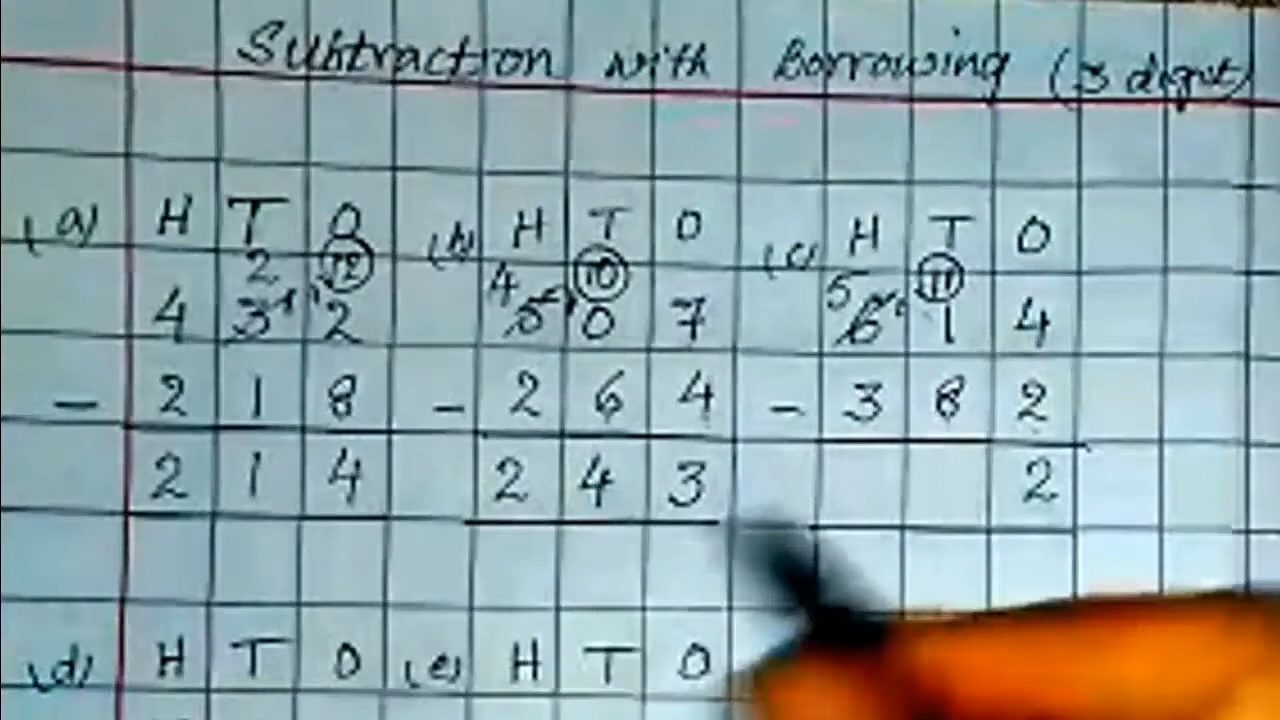 Subtraction with Borrowing (3 digit)
(a) H T O (b) H T O (c) H T O
2 12 4 10 5 11
4 3 2 5 0 7 6 1 4
- 2 1 8 - 2 6 4 - 3 8 2
2 1 4 2 4 3 2
(d) H T O (e) H T O